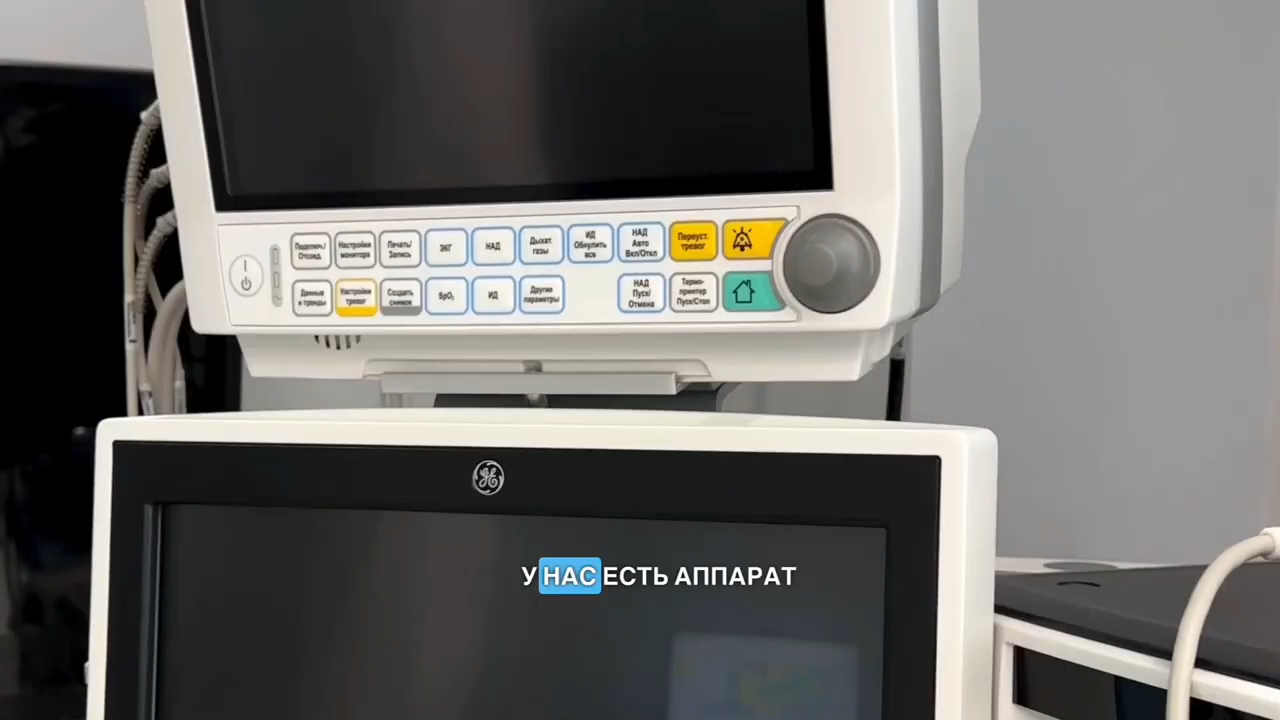 Подключ./
Отсоед.
Настройки
монитора
Печать/
Запись
ЭКГ
НАД
Дыхат.
газы
ИД
Обнулить
все
НАД
Авто
Вкл/Откл
Переуст.
тревог
Данные
и тренды
Настройки
тревог
Создать
снимок
SpO₂
ИД
Другие
параметры
НАД
Пуск/
Отмена
Термо-
принтер
Пуск/Стоп
GE
У НАС ЕСТЬ АППАРАТ